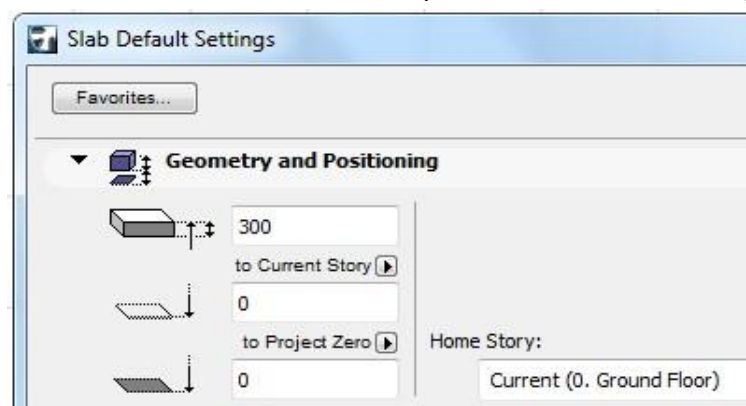 Slab Default Settings
Favorites...
Geometry and Positioning
300
to Current Story
0
to Project Zero
Home Story:
0
Current (0. Ground Floor)